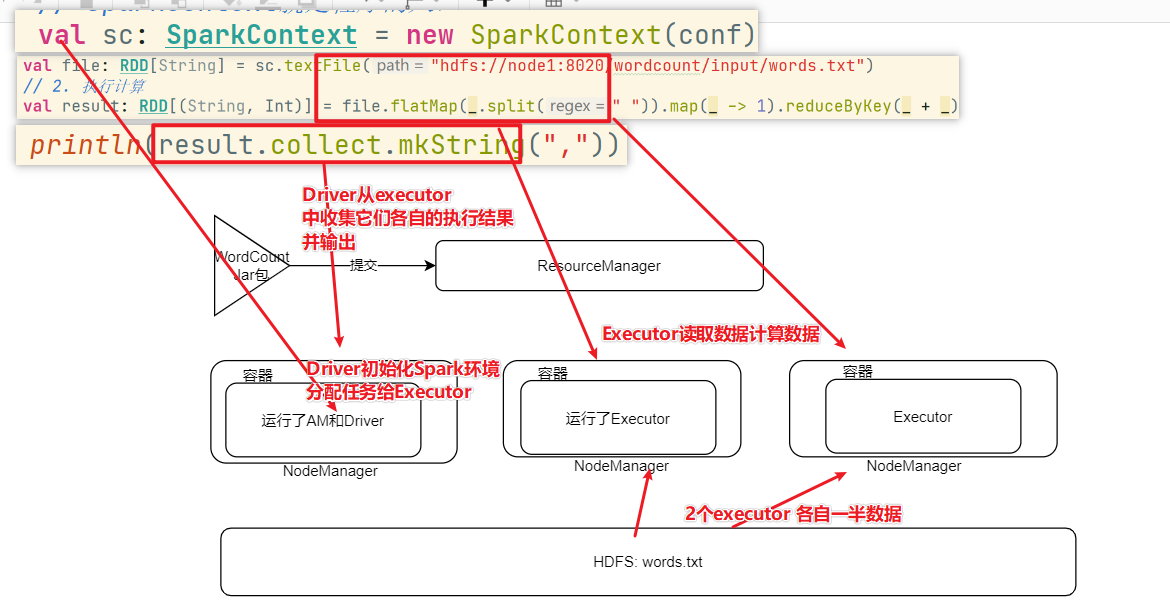 val sc: SparkContext = new SparkContext(conf)
val file: RDD[String] = sc.textFile( path = "hdfs://node1:8020/wordcount/input/words.txt")
// 2. 执行计算
val result: RDD[(String, Int)] = file.flatMap(_.split( regex = " ")).map(_ -> 1).reduceByKey(_ + _)
println(result.collect.mkString(","))
Driver从executor
中收集它们各自的执行结果
并输出
WordCount
Jar包
提交
ResourceManager
Executor读取数据计算数据
Driver初始化Spark环境
分配任务给Executor
容器
运行了AM和Driver
NodeManager
容器
运行了Executor
NodeManager
容器
Executor
NodeManager
2个executor 各自一半数据
HDFS: words.txt